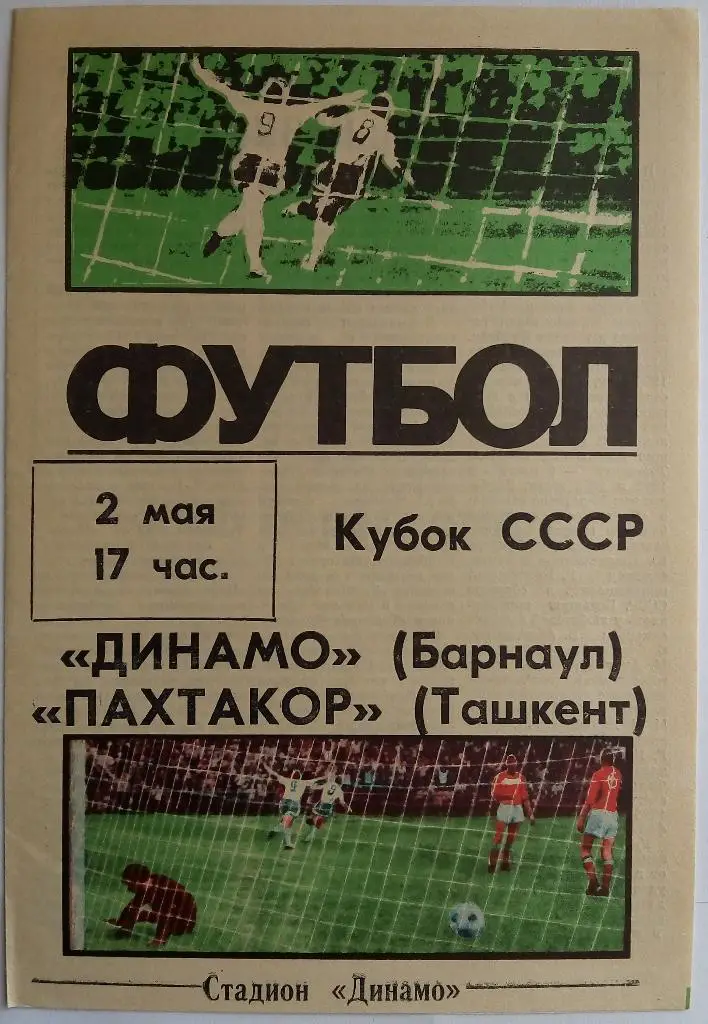 9 8
ФУТБОЛ
2 мая
17 час.
Кубок СССР
«ДИНАМО» (Барнаул)
«ПАХТАКОР» (Ташкент)
Стадион «Динамо»